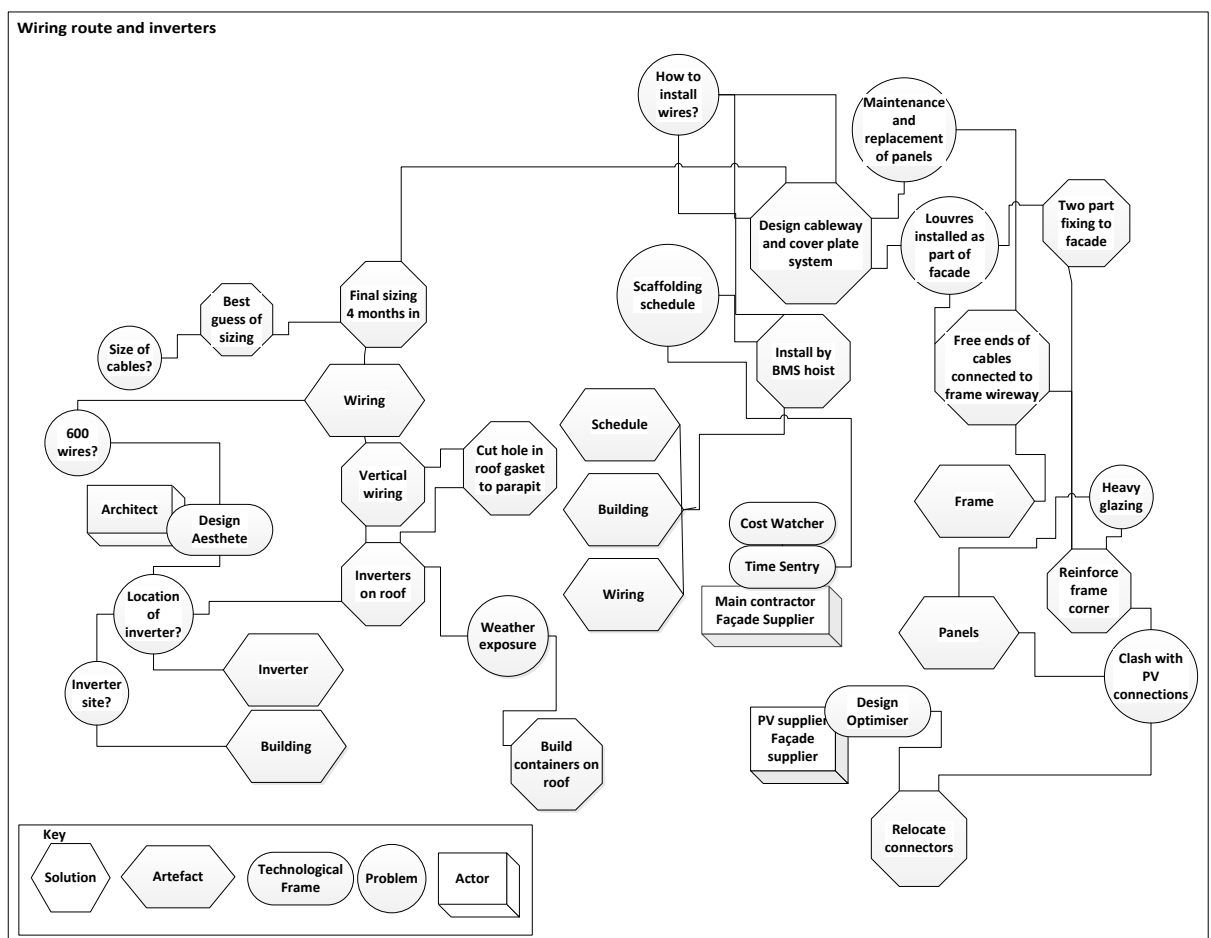 Wiring route and inverters
How to
install
wires?
Maintenance
and
replacement
of panels
Design cableway
and cover plate
system
Louvres
installed as
part of
facade
Two part
fixing to
facade
Scaffolding
schedule
Final sizing
4 months in
Best
guess of
sizing
Size of
cables?
Install by
BMS hoist
Free ends of
cables
connected to
frame wireway
Wiring
600
wires?
Schedule
Cut hole in
roof gasket
to parapit
Vertical
wiring
Building
Frame
Heavy
glazing
Architect
Design
Aesthete
Cost Watcher
Time Sentry
Main contractor
Façade Supplier
Inverters
on roof
Wiring
Reinforce
frame
corner
Location
of
inverter?
Weather
exposure
Panels
Inverter
Clash with
PV
connections
Inverter
site?
Building
Design
Optimiser
PV supplier
Façade
supplier
Build
containers on
roof
Relocate
connectors
Key
Solution
Artefact
Technological
Frame
Problem
Actor